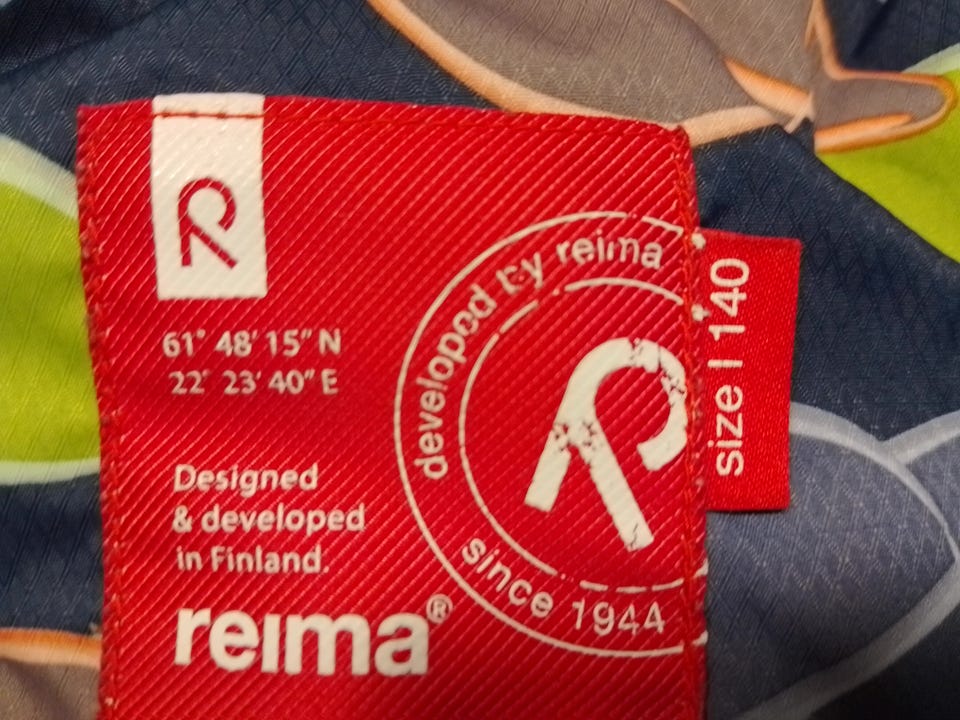 61° 48' 15" N
22° 23' 40" E
Designed
& developed
in Finland.
reima®
developed by reima
since 1944
size | 140